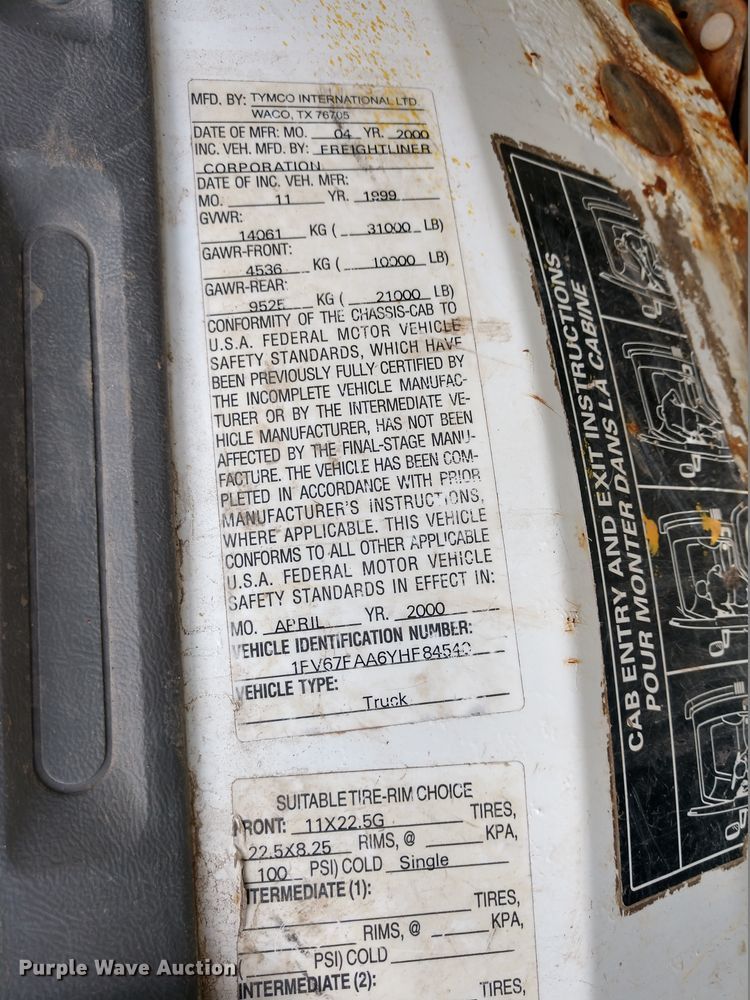 MFD. BY: TYMCO INTERNATIONAL LTD.
WACO, TX 76705
DATE OF MFR: MO. 04 YR. 2000
INC. VEH. MFD. BY: FREIGHTLINER
CORPORATION
DATE OF INC. VEH. MFR:
MO. 11 YR. 1999
GVWR:
14061 KG ( 31000 LB)
GAWR-FRONT:
4536 KG ( 10000 LB)
GAWR-REAR:
9525 KG ( 21000 LB)
CONFORMITY OF THE CHASSIS-CAB TO
U.S.A. FEDERAL MOTOR VEHICLE
SAFETY STANDARDS, WHICH HAVE
BEEN PREVIOUSLY FULLY CERTIFIED BY
THE INCOMPLETE VEHICLE MANUFAC-
TURER OR BY THE INTERMEDIATE VE-
HICLE MANUFACTURER, HAS NOT BEEN
AFFECTED BY THE FINAL-STAGE MANU-
FACTURE. THE VEHICLE HAS BEEN COM-
PLETED IN ACCORDANCE WITH PRIOR
MANUFACTURER'S INSTRUCTIONS,
WHERE APPLICABLE. THIS VEHICLE
CONFORMS TO ALL OTHER APPLICABLE
U.S.A. FEDERAL MOTOR VEHICLE
SAFETY STANDARDS IN EFFECT IN:
MO. APRIL YR. 2000
VEHICLE IDENTIFICATION NUMBER:
VEHICLE TYPE:
Truck
SUITABLE TIRE-RIM CHOICE
FRONT: 11X22.5G TIRES,
22.5X8.25 RIMS, @ KPA,
100 PSI) COLD Single
INTERMEDIATE (1):
TIRES,
RIMS, @ KPA,
( PSI) COLD
INTERMEDIATE (2):
TIRES,
CAB ENTRY AND EXIT INSTRUCTIONS
POUR MONTER DANS LA CABINE
Purple Wave Auction